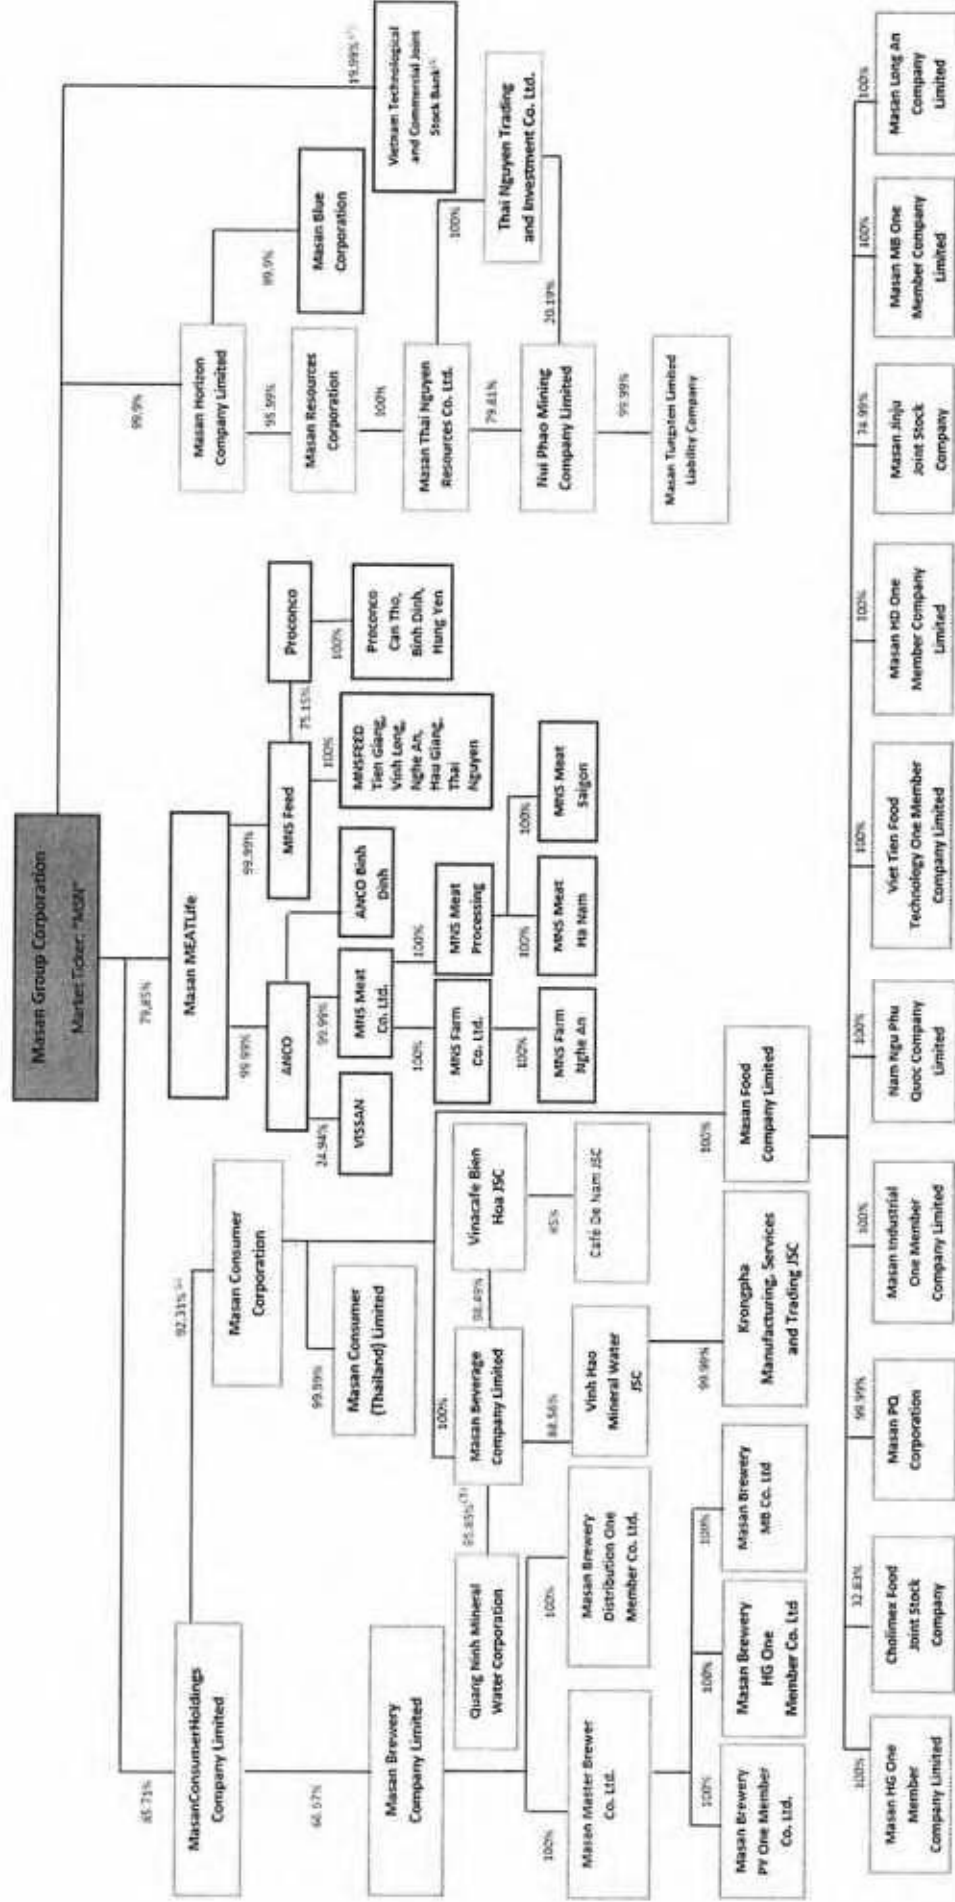 Masan Group Corporation
Market Ticker: "MSN"
85.71%
79.85%
99.9%
19.99%
MasanConsumerHoldings
Company Limited
92.31%
Masan Consumer
Corporation
66.67%
Masan Brewery
Company Limited
99.99%
Masan Consumer
(Thailand) Limited
100%
Masan Beverage
Company Limited
98.49%
Vinacafe Bien
Hoa JSC
85%
Café De Nam JSC
Quang Ninh Mineral
Water Corporation
88.56%
Vinh Hao
Mineral Water
JSC
99.99%
Krongpha
Manufacturing, Services
and Trading JSC
100%
Masan Food
Company Limited
100%
Masan Master Brewer
Co. Ltd.
100%
Masan Brewery
Distribution One
Member Co. Ltd.
100%
Masan Brewery
PY One Member
Co. Ltd.
100%
Masan Brewery
HG One
Member Co. Ltd
100%
Masan Brewery
MB Co. Ltd
Masan MEATLife
99.99%
ANCO
99.99%
MNS Feed
24.94%
VISSAN
99.99%
MNS Meat
Co. Ltd.
ANCO Binh
Dinh
100%
MNS Farm
Co. Ltd.
100%
MNS Meat
Processing
100%
MNS Farm
Nghe An
100%
MNS Meat
Ha Nam
100%
MNS Meat
Saigon
100%
MNSFEED
Tien Giang,
Vinh Long,
Nghe An,
Hau Giang,
Thai
Nguyen
75.15%
Proconco
100%
Proconco
Can Tho,
Binh Dinh,
Hung Yen
Masan Horizon
Company Limited
99.9%
Masan Blue
Corporation
Vietnam Technological
and Commercial Joint
Stock Bank
Masan Resources
Corporation
100%
Masan Thai Nguyen
Resources Co. Ltd.
100%
Thai Nguyen Trading
and Investment Co. Ltd.
79.81%
20.19%
Nui Phao Mining
Company Limited
99.99%
Masan Tungsten Limited
Liability Company
100%
Masan HG One
Member
Company Limited
32.83%
Cholimex Food
Joint Stock
Company
99.99%
Masan PQ
Corporation
100%
Masan Industrial
One Member
Company Limited
100%
Nam Ngu Phu
Quoc Company
Limited
100%
Viet Tien Food
Technology One Member
Company Limited
100%
Masan HD One
Member Company
Limited
74.99%
Masan Jinju
Joint Stock
Company
100%
Masan MB One
Member Company
Limited
100%
Masan Long An
Company
Limited